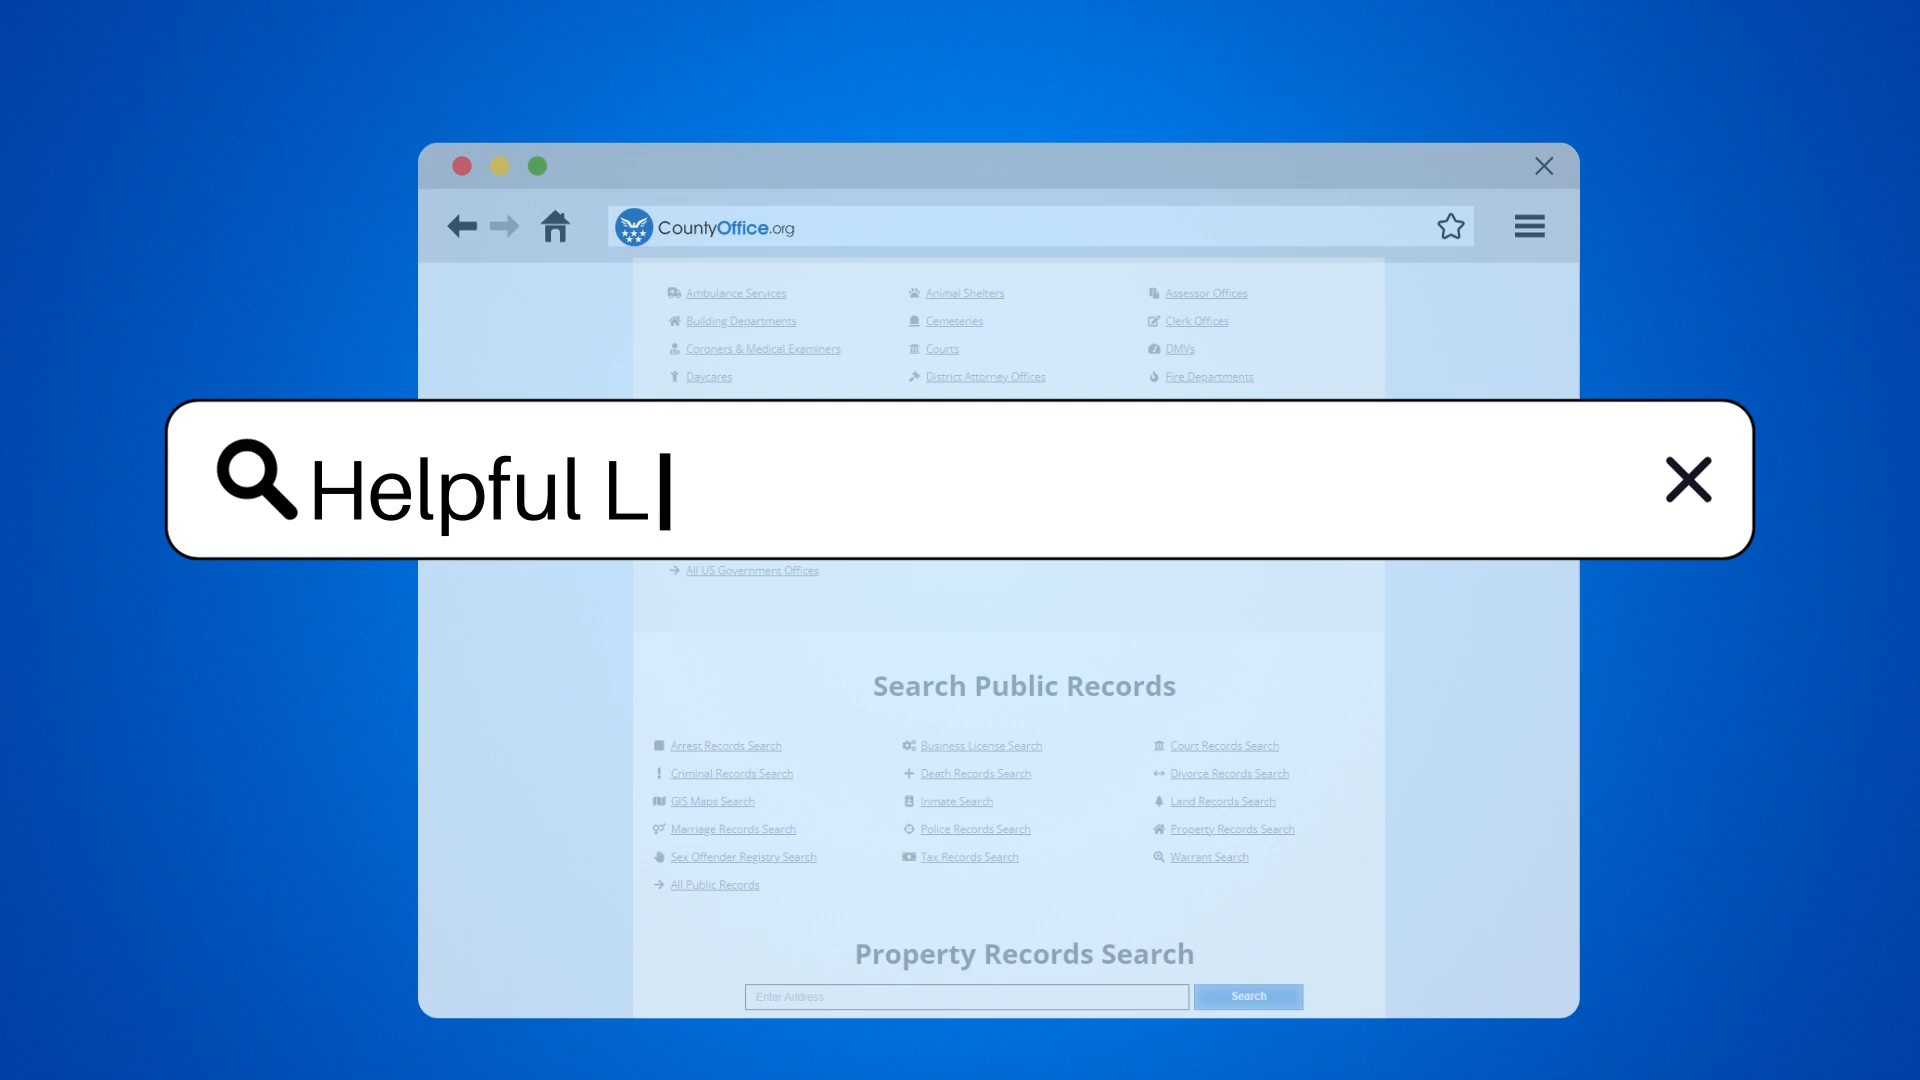 CountyOffice.org
Ambulance Services Animal Shelters Assessor Offices
Building Departments Cemeteries Clerk Offices
Coroners & Medical Examiners Courts DMVs
Daycares District Attorney Offices Fire Departments
Helpful L
All US Government Offices
Search Public Records
Arrest Records Search Business License Search Court Records Search
Criminal Records Search Death Records Search Divorce Records Search
GIS Maps Search Inmate Search Land Records Search
Marriage Records Search Police Records Search Property Records Search
Sex Offender Registry Search Tax Records Search Warrant Search
All Public Records
Property Records Search
Enter Address Search